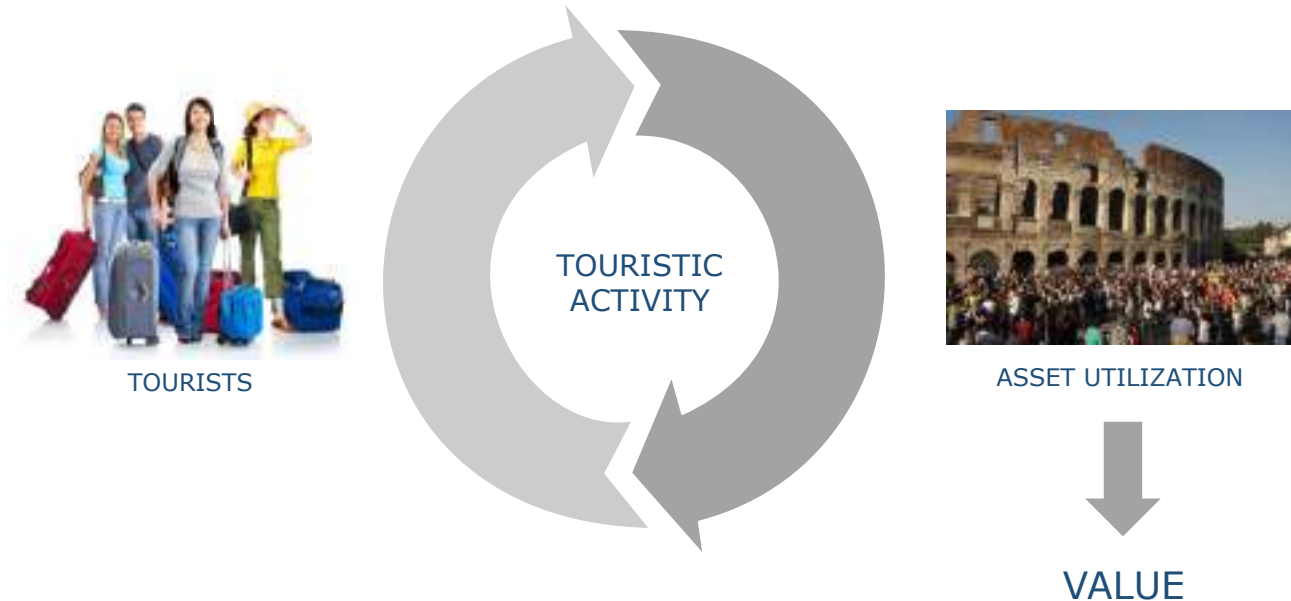 TOURISTIC
ACTIVITY
TOURISTS
ASSET UTILIZATION
VALUE